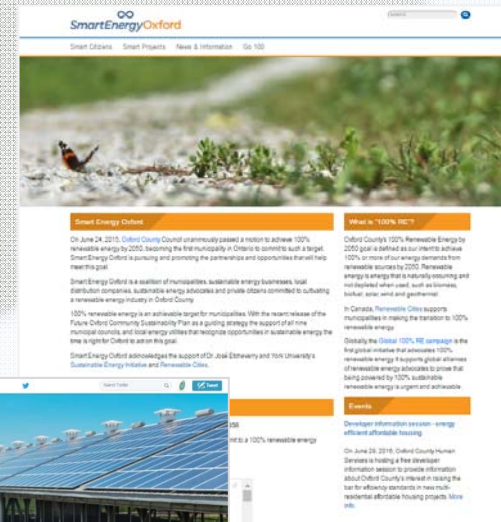 SmartEnergyOxford
Search
Smart Citizens Smart Projects News & Information Go 100
Smart Energy Oxford
On June 24, 2015, Oxford County Council unanimously passed a motion to achieve 100%
renewable energy by 2050, becoming the first municipality in Ontario to commit to such a target.
Smart Energy Oxford is pursuing and promoting the partnerships and opportunities that will help
meet this goal.
Smart Energy Oxford is a coalition of municipalities, sustainable energy businesses, local
distribution companies, sustainable energy advocates and private citizens committed to cultivating
a renewable energy industry in Oxford County.
100% renewable energy is an achievable target for municipalities. With the recent release of the
Future Oxford Community Sustainability Plan as a guiding strategy, the support of all nine
municipal councils, and local energy utilities that recognize opportunities in sustainable energy the
time is right for Oxford to act on this goal.
Smart Energy Oxford acknowledges the support of Dr. José Etcheverry and York University's
Sustainable Energy Initiative and Renewable Cities.
What is "100% RE"?
Oxford County's 100% Renewable Energy by
2050 goal is defined as our intent to achieve
100% or more of our energy demands from
renewable sources by 2050. Renewable
energy is energy that is naturally occurring and
not depleted when used, such as biomass,
biofuel, solar, wind and geothermal.
In Canada, Renewable Cities supports
municipalities in making the transition to 100%
renewable energy.
Globally the Global 100% RE campaign is the
first global initiative that advocates 100%
renewable energy. It supports global alliances
of renewable energy advocates to prove that
being powered by 100% sustainable
renewable energy is urgent and achievable.
Events
Developer information session - energy
efficient affordable housing
On June 28, 2016, Oxford County Human
Services is hosting a free developer
information session to provide information
about Oxford County's interest in raising the
bar for efficiency standards in new multi-
residential affordable housing projects. More
info.
Search Twitter
Tweet
mit to a 100% renewable energy